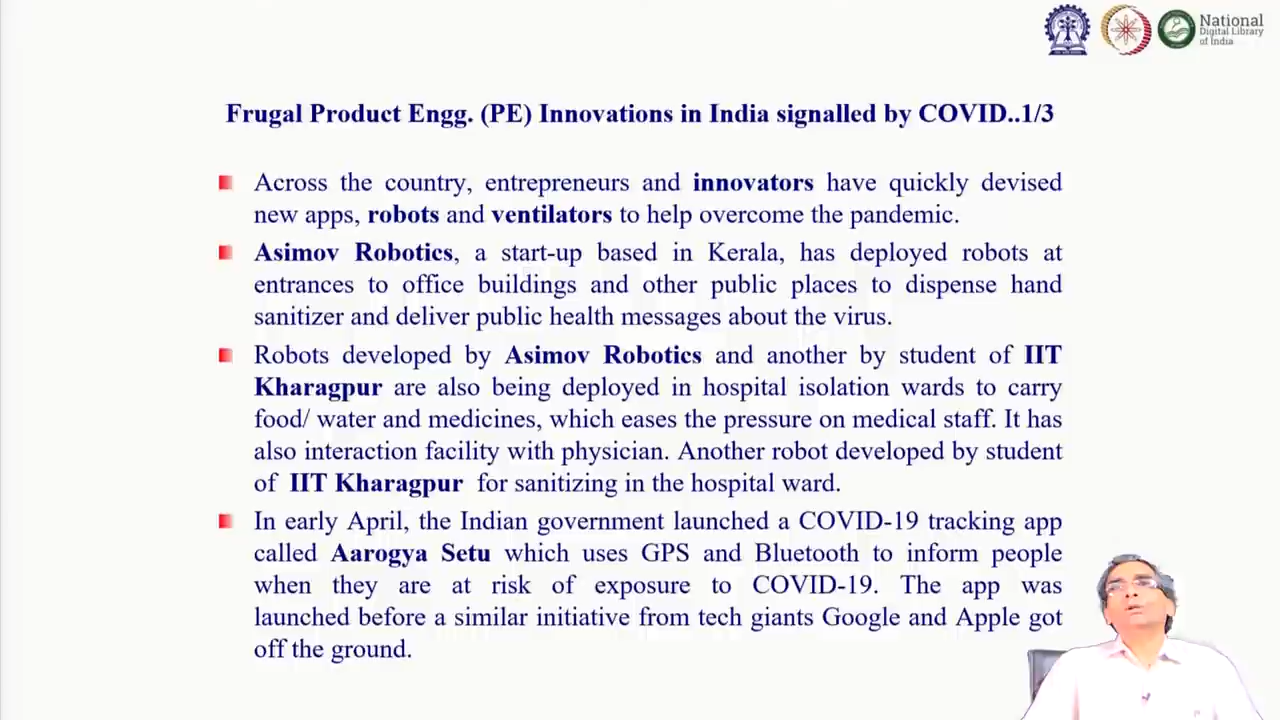 National
Digital Library
of India
Frugal Product Engg. (PE) Innovations in India signalled by COVID..1/3
Across the country, entrepreneurs and innovators have quickly devised
new apps, robots and ventilators to help overcome the pandemic.
Asimov Robotics, a start-up based in Kerala, has deployed robots at
entrances to office buildings and other public places to dispense hand
sanitizer and deliver public health messages about the virus.
Robots developed by Asimov Robotics and another by student of IIT
Kharagpur are also being deployed in hospital isolation wards to carry
food/ water and medicines, which eases the pressure on medical staff. It has
also interaction facility with physician. Another robot developed by student
of IIT Kharagpur for sanitizing in the hospital ward.
In early April, the Indian government launched a COVID-19 tracking app
called Aarogya Setu which uses GPS and Bluetooth to inform people
when they are at risk of exposure to COVID-19. The app was
launched before a similar initiative from tech giants Google and Apple got
off the ground.